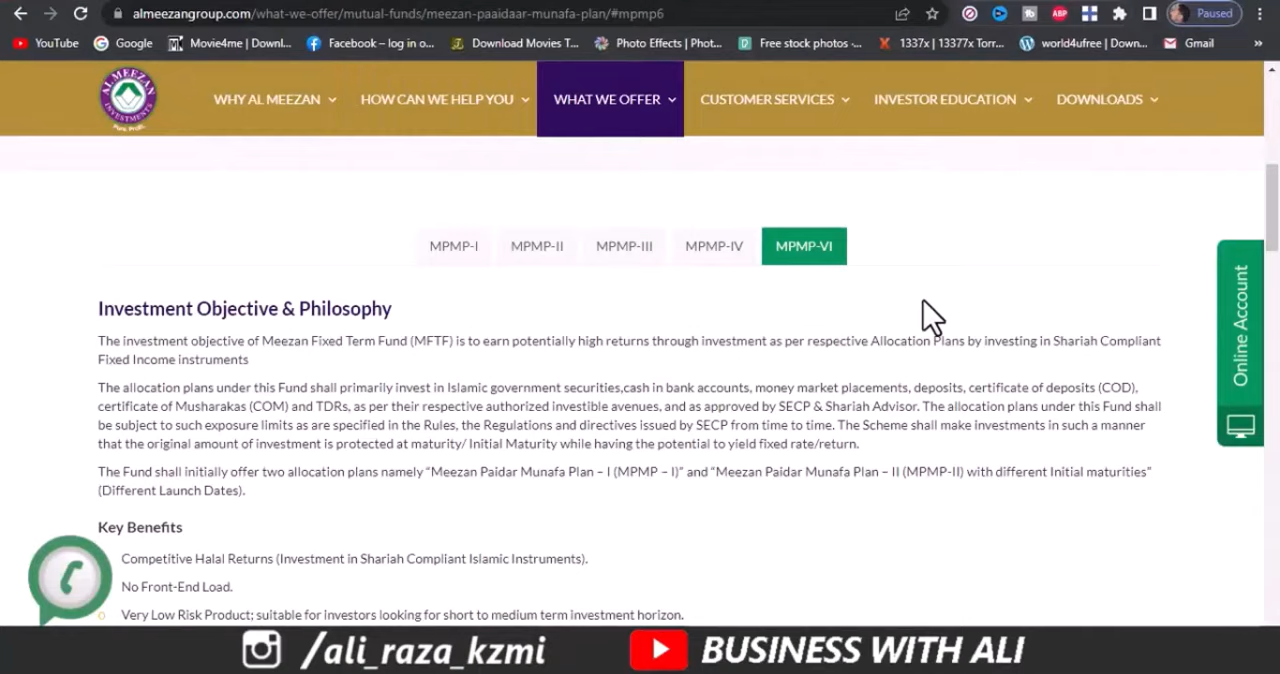 almeezangroup.com/what-we-offer/mutual-funds/meezan-paaidaar-munafa-plan/#mpmp6
Paused
YouTube Google Movie4me | Downl... Facebook – log in o... Download Movies T... Photo Effects | Phot... Free stock photos -... 1337x | 13377x Torr... world4ufree | Down... Gmail »
AL MEEZAN
INVESTMENTS
WHY AL MEEZAN HOW CAN WE HELP YOU WHAT WE OFFER CUSTOMER SERVICES INVESTOR EDUCATION DOWNLOADS
MPMP-I MPMP-II MPMP-III MPMP-IV MPMP-VI
Online Account
Investment Objective & Philosophy
The investment objective of Meezan Fixed Term Fund (MFTF) is to earn potentially high returns through investment as per respective Allocation Plans by investing in Shariah Compliant
Fixed Income instruments
The allocation plans under this Fund shall primarily invest in Islamic government securities,cash in bank accounts, money market placements, deposits, certificate of deposits (COD),
certificate of Musharakas (COM) and TDRs, as per their respective authorized investible avenues, and as approved by SECP & Shariah Advisor. The allocation plans under this Fund shall
be subject to such exposure limits as are specified in the Rules, the Regulations and directives issued by SECP from time to time. The Scheme shall make investments in such a manner
that the original amount of investment is protected at maturity/ Initial Maturity while having the potential to yield fixed rate/return.
The Fund shall initially offer two allocation plans namely “Meezan Paidar Munafa Plan – I (MPMP – I)” and “Meezan Paidar Munafa Plan – II (MPMP-II) with different Initial maturities”
(Different Launch Dates).
Key Benefits
Competitive Halal Returns (Investment in Shariah Compliant Islamic Instruments).
No Front-End Load.
Very Low Risk Product; suitable for investors looking for short to medium term investment horizon.
/ali_raza_kzmi BUSINESS WITH ALI